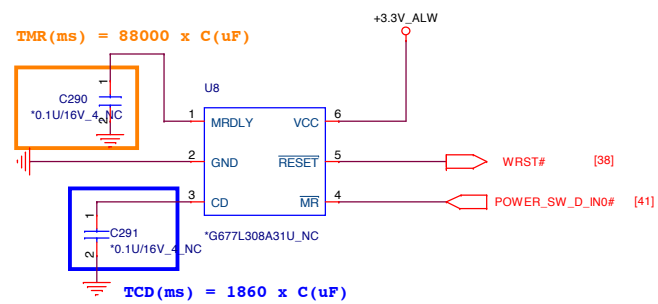 +3.3V_ALW
TMR(ms) = 88000 x C(uF)
U8
1
C290
*0.1U/16V_4_NC
2
1 MRDLY VCC 6
2 GND RESET 5 WRST# [38]
3 CD MR 4 POWER_SW_D_IN0# [41]
1
C291
*0.1U/16V_4_NC
2
*G677L308A31U_NC
TCD(ms) = 1860 x C(uF)